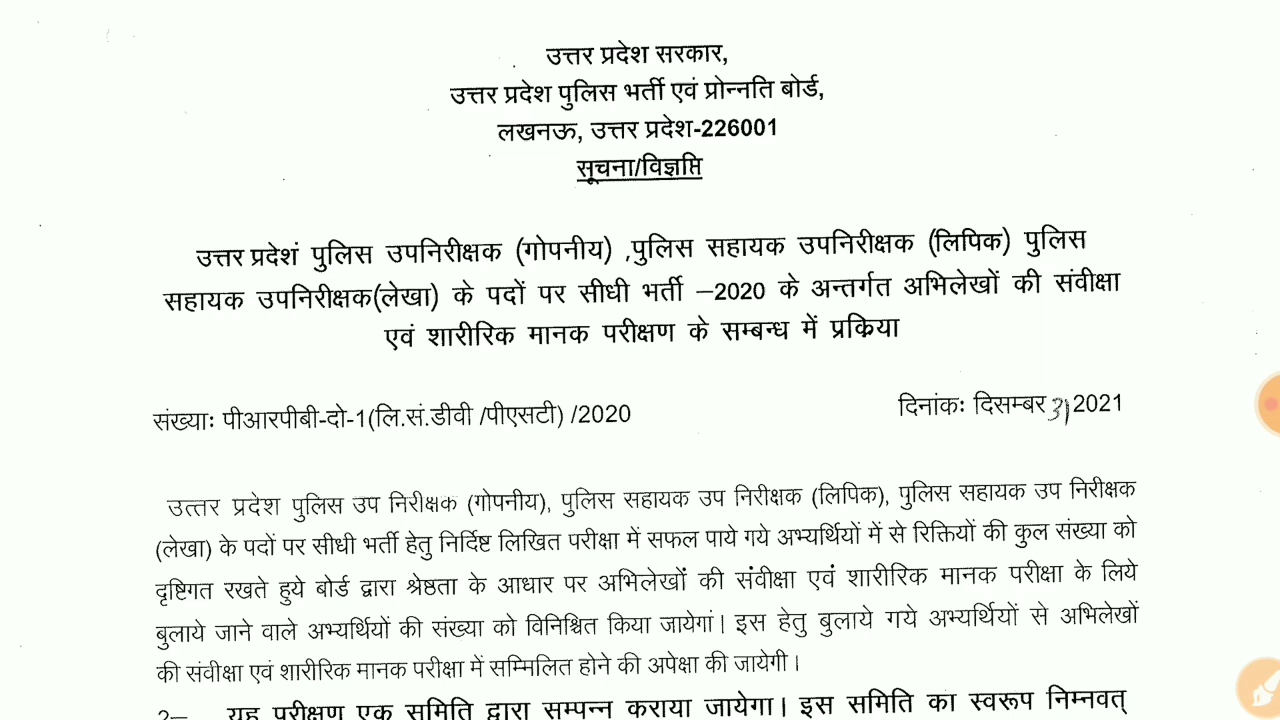 उत्तर प्रदेश सरकार,
उत्तर प्रदेश पुलिस भर्ती एवं प्रोन्नति बोर्ड,
लखनऊ, उत्तर प्रदेश-226001
सूचना/विज्ञप्ति
उत्तर प्रदेशं पुलिस उपनिरीक्षक (गोपनीय) ,पुलिस सहायक उपनिरीक्षक (लिपिक) पुलिस
सहायक उपनिरीक्षक(लेखा) के पदों पर सीधी भर्ती –2020 के अन्तर्गत अभिलेखों की संवीक्षा
एवं शारीरिक मानक परीक्षण के सम्बन्ध में प्रकिया
संख्याः पीआरपीबी-दो-1(लि.सं.डीवी /पीएसटी) /2020
दिनांकः दिसम्बर 31 2021
उत्तर प्रदेश पुलिस उप निरीक्षक (गोपनीय), पुलिस सहायक उप निरीक्षक (लिपिक), पुलिस सहायक उप निरीक्षक
(लेखा) के पदों पर सीधी भर्ती हेतु निर्दिष्ट लिखित परीक्षा में सफल पाये गये अभ्यर्थियों में से रिक्तियों की कुल संख्या को
दृष्टिगत रखते हुये बोर्ड द्वारा श्रेष्ठता के आधार पर अभिलेखों की संवीक्षा एवं शारीरिक मानक परीक्षा के लिये
बुलाये जाने वाले अभ्यर्थियों की संख्या को विनिश्चित किया जायेगां। इस हेतु बुलाये गये अभ्यर्थियों से अभिलेखों
की संवीक्षा एवं शारीरिक मानक परीक्षा में सम्मिलित होने की अपेक्षा की जायेगी।
2– यह परीक्षण एक समिति द्वारा सम्पन्न कराया जायेगा। इस समिति का स्वरूप निम्नवत्